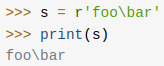 >>> s = r'foo\bar'
>>> print(s)
foo\bar